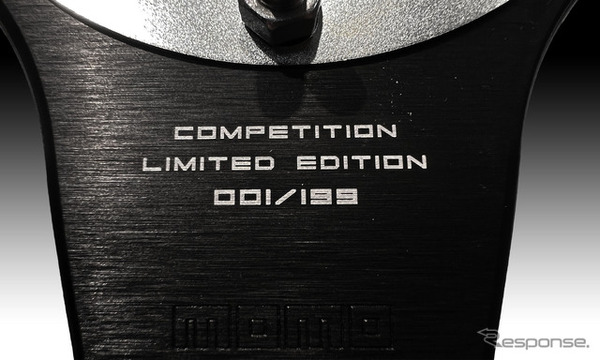 COMPETITION
LIMITED EDITION
001/199
momo
Response.